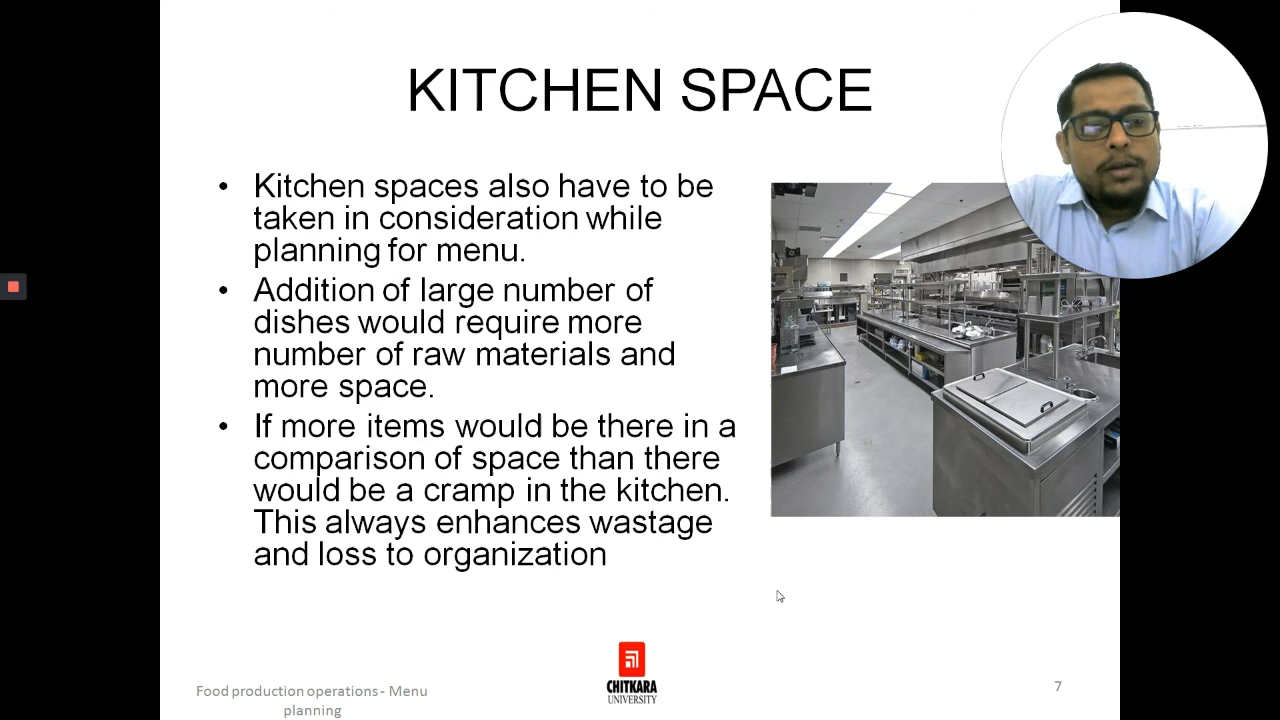 KITCHEN SPACE
• Kitchen spaces also have to be
taken in consideration while
planning for menu.
• Addition of large number of
dishes would require more
number of raw materials and
more space.
• If more items would be there in a
comparison of space than there
would be a cramp in the kitchen.
This always enhances wastage
and loss to organization
Food production operations - Menu
planning
CHITKARA
UNIVERSITY
7